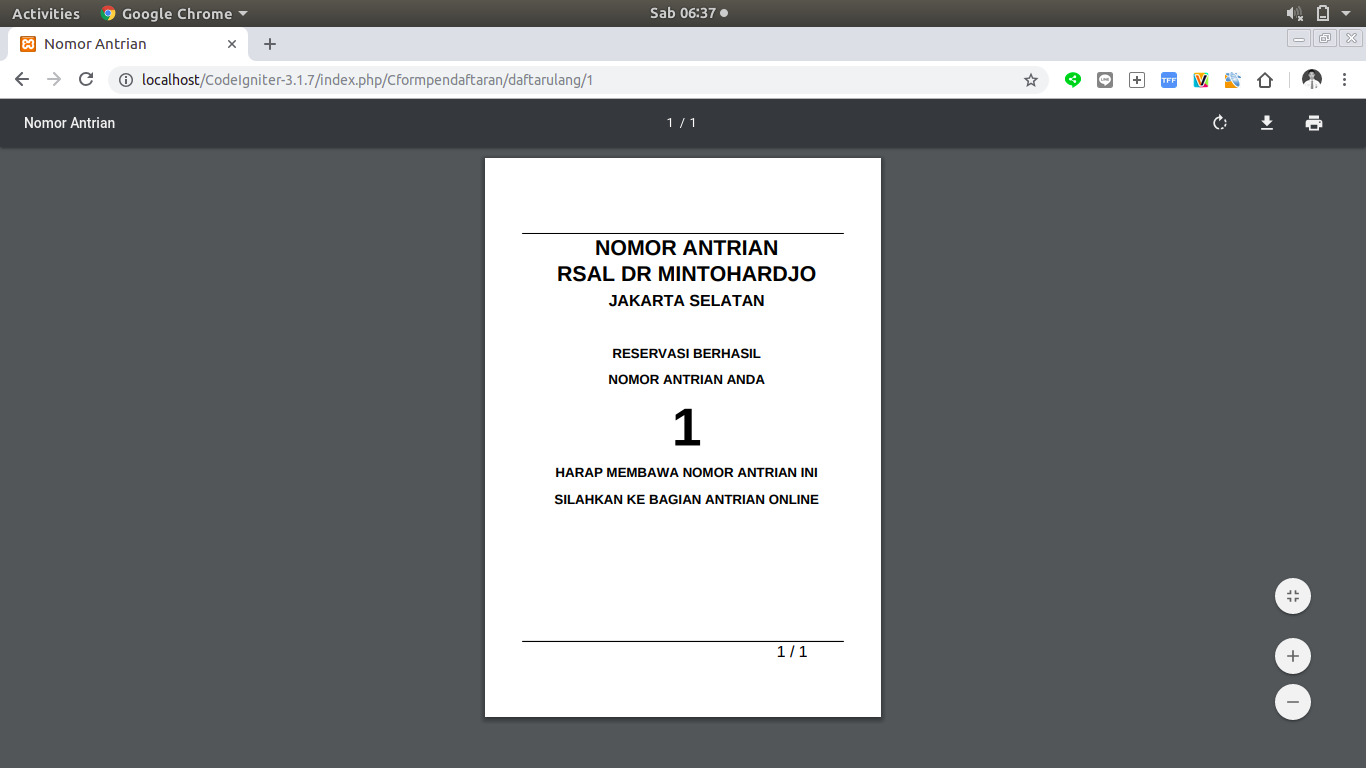 Activities
Google Chrome
Sab 06:37
Nomor Antrian
localhost/CodeIgniter-3.1.7/index.php/Cformpendaftaran/daftarulang/1
TFF
Nomor Antrian
1 / 1
NOMOR ANTRIAN
RSAL DR MINTOHARDJO
JAKARTA SELATAN
RESERVASI BERHASIL
NOMOR ANTRIAN ANDA
1
HARAP MEMBAWA NOMOR ANTRIAN INI
SILAHKAN KE BAGIAN ANTRIAN ONLINE
1 / 1